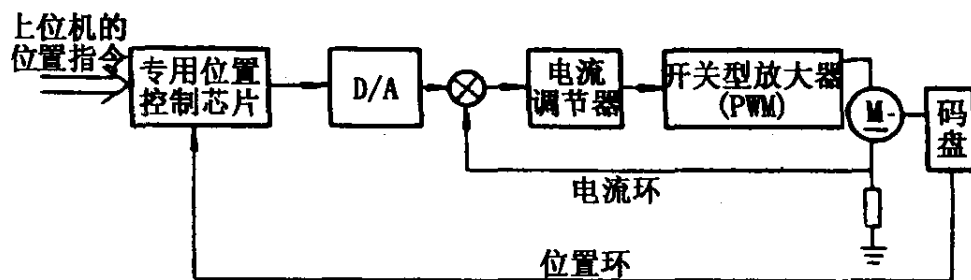 上位机的
位置指令
专用位置
控制芯片
D/A
电流
调节器
开关型放大器
(PWM)
M
码
盘
电流环
位置环